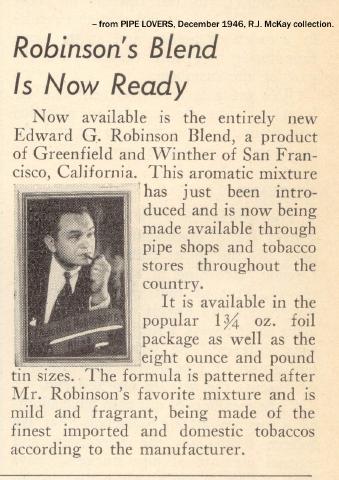 – from PIPE LOVERS, December 1946, R.J. McKay collection.
Robinson's Blend
Is Now Ready
Now available is the entirely new
Edward G. Robinson Blend, a product
of Greenfield and Winther of San Fran-
cisco, California. This aromatic mixture
has just been intro-
duced and is now being
made available through
pipe shops and tobacco
stores throughout the
country.
It is available in the
popular 1¾ oz. foil
package as well as the
eight ounce and pound
tin sizes. The formula is patterned after
Mr. Robinson's favorite mixture and is
mild and fragrant, being made of the
finest imported and domestic tobaccos
according to the manufacturer.